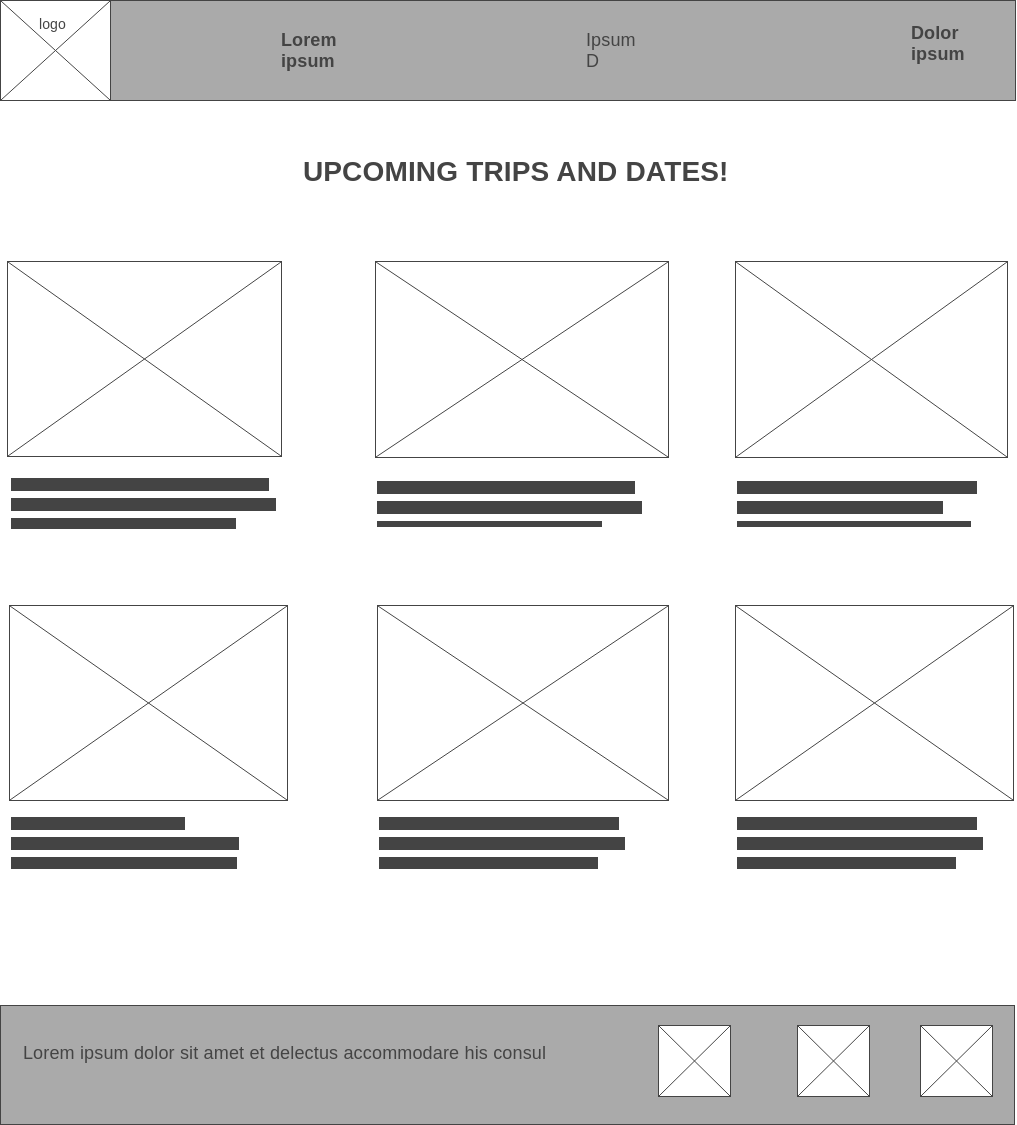 logo
Lorem
ipsum
Ipsum
D
Dolor
ipsum
UPCOMING TRIPS AND DATES!
Lorem ipsum dolor sit amet et delectus accommodare his consul